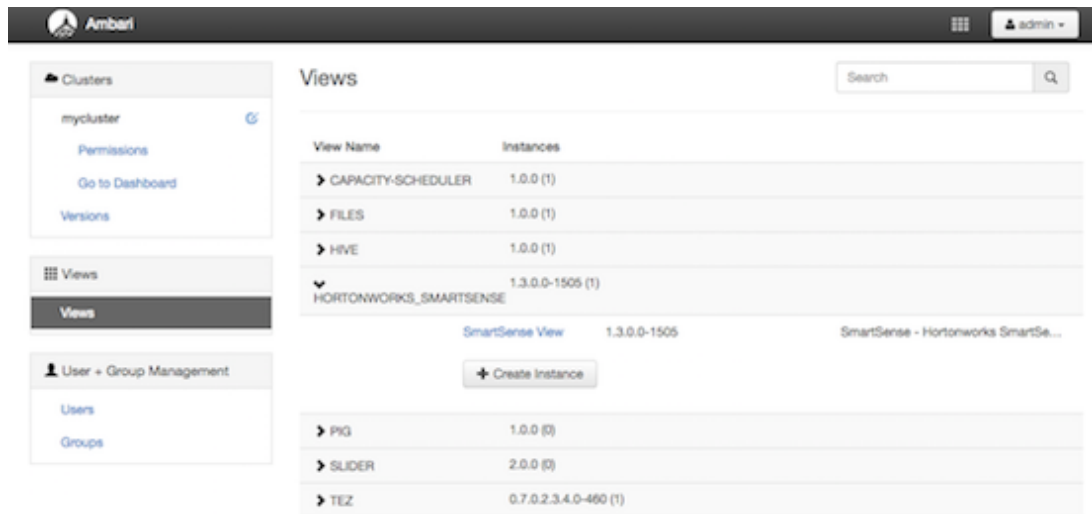 Ambari
admin
Clusters
mycluster
Permissions
Go to Dashboard
Versions
Views
Views
User + Group Management
Users
Groups
Views
Search
View Name Instances
CAPACITY-SCHEDULER 1.0.0 (1)
FILES 1.0.0 (1)
HIVE 1.0.0 (1)
HORTONWORKS_SMARTSENSE 1.3.0.0-1505 (1)
SmartSense View 1.3.0.0-1505 SmartSense - Hortonworks SmartSe...
Create Instance
PIG 1.0.0 (0)
SLIDER 2.0.0 (0)
TEZ 0.7.0.2.3.4.0-460 (1)